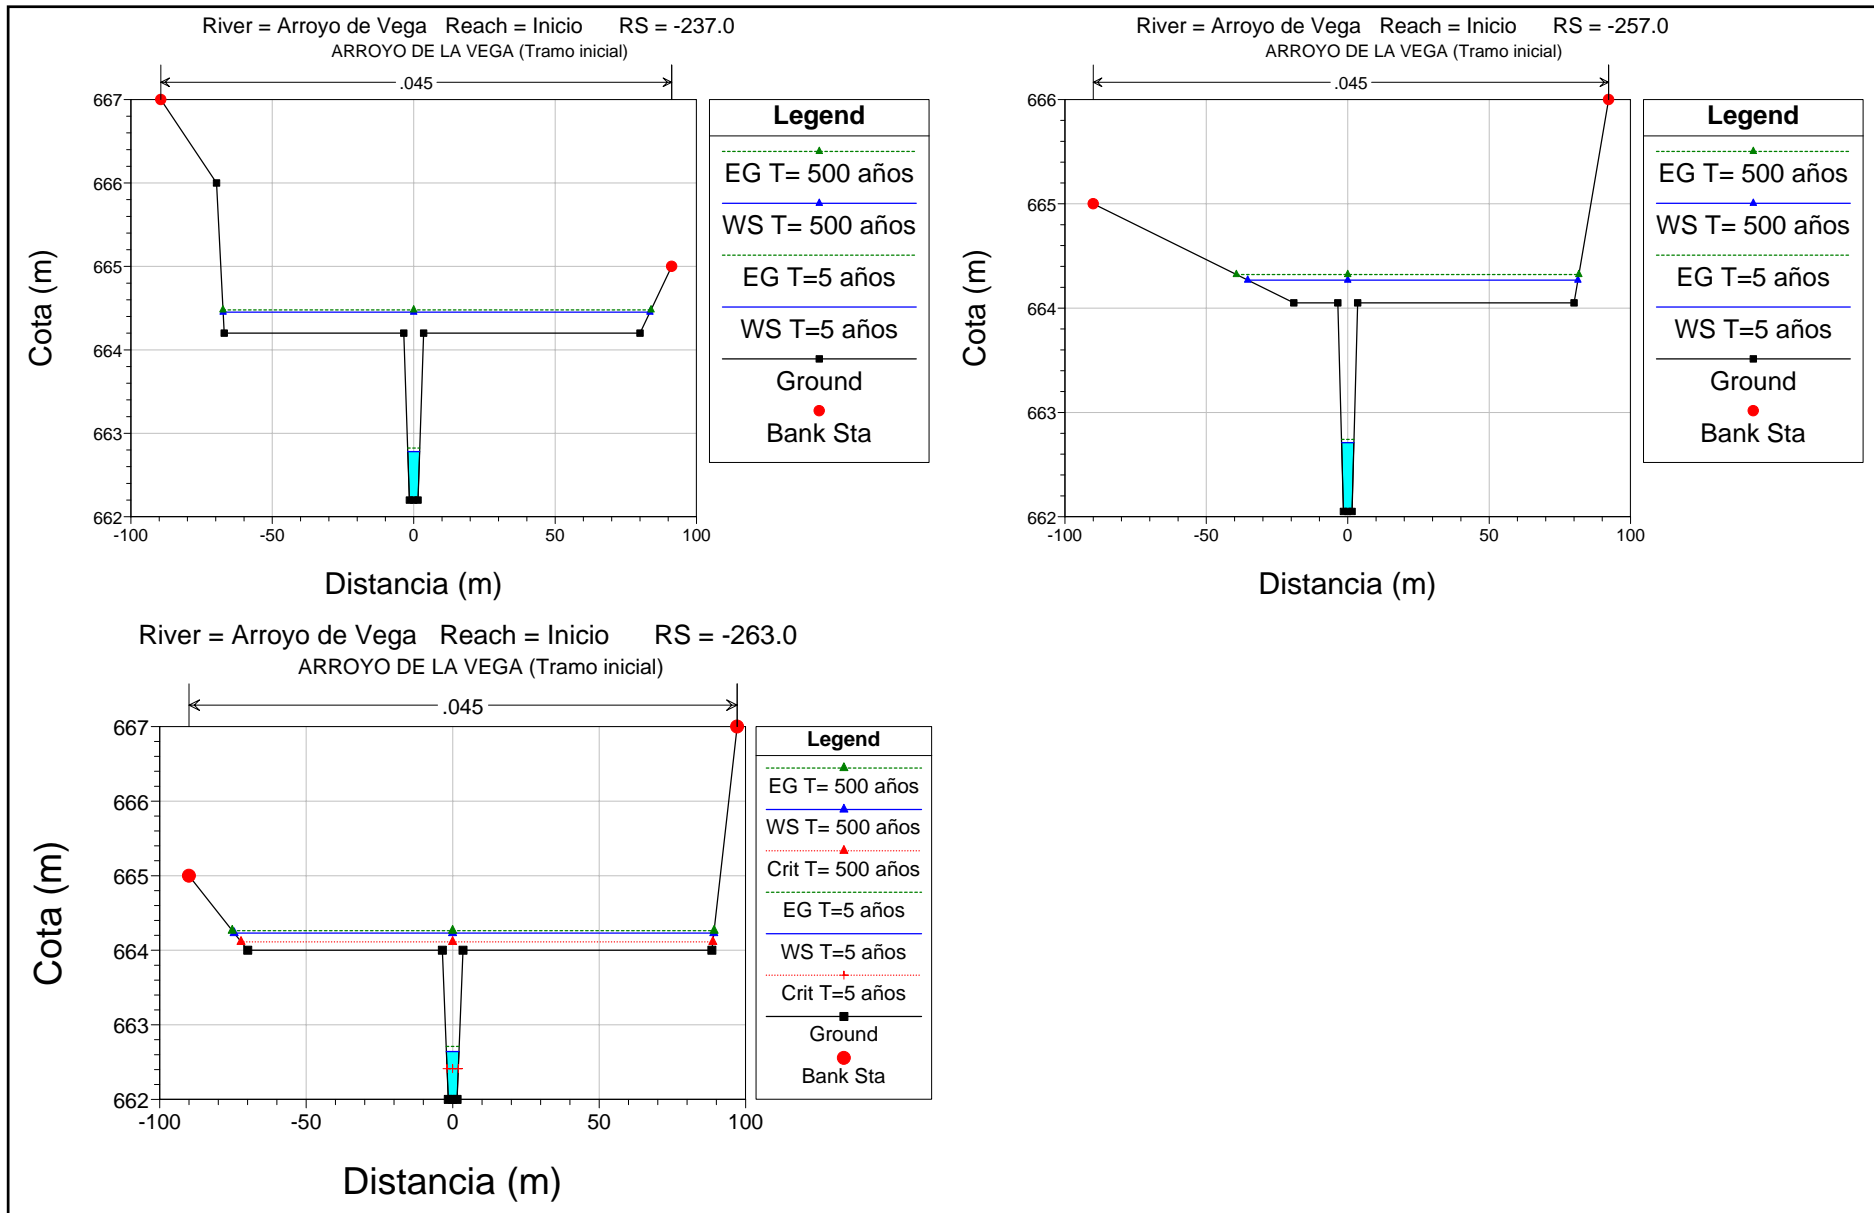 River = Arroyo de Vega Reach = Inicio RS = -237.0
ARROYO DE LA VEGA (Tramo inicial)
.045
667
666
665
664
663
662
-100
-50
0
50
100
Cota (m)
Distancia (m)
Legend
EG T= 500 años
WS T= 500 años
EG T=5 años
WS T=5 años
Ground
Bank Sta
River = Arroyo de Vega Reach = Inicio RS = -257.0
ARROYO DE LA VEGA (Tramo inicial)
.045
666
665
664
663
662
-100
-50
0
50
100
Cota (m)
Distancia (m)
Legend
EG T= 500 años
WS T= 500 años
EG T=5 años
WS T=5 años
Ground
Bank Sta
River = Arroyo de Vega Reach = Inicio RS = -263.0
ARROYO DE LA VEGA (Tramo inicial)
.045
667
666
665
664
663
662
-100
-50
0
50
100
Cota (m)
Distancia (m)
Legend
EG T= 500 años
WS T= 500 años
Crit T= 500 años
EG T=5 años
WS T=5 años
Crit T=5 años
Ground
Bank Sta